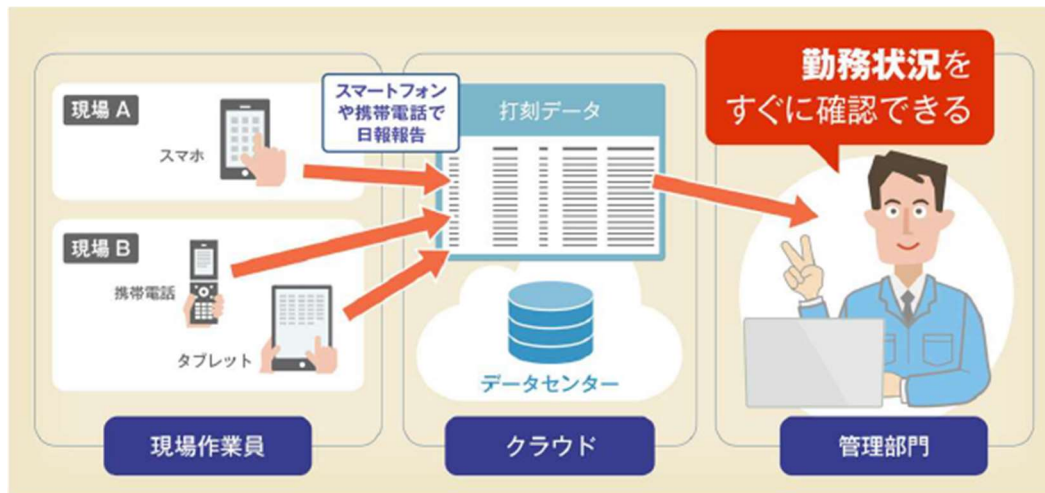 現場 A
スマホ
現場 B
携帯電話
タブレット
現場作業員
スマートフォン
や携帯電話で
日報報告
打刻データ
データセンター
クラウド
勤務状況を
すぐに確認できる
管理部門